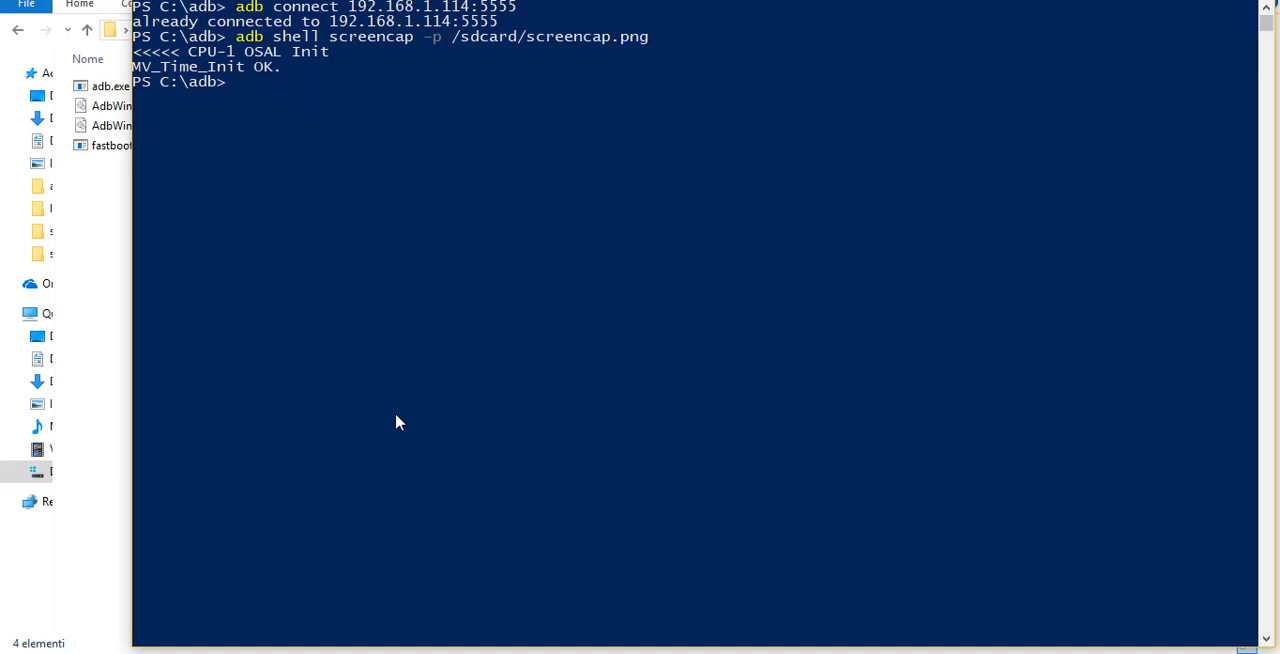 File
Home
PS C:\adb> adb connect 192.168.1.114:5555
already connected to 192.168.1.114:5555
PS C:\adb> adb shell screencap -p /sdcard/screencap.png
<<<<< CPU-1 OSAL Init
MV_Time_Init OK.
PS C:\adb>
Nome
adb.exe
AdbWin
AdbWin
fastboot
4 elementi